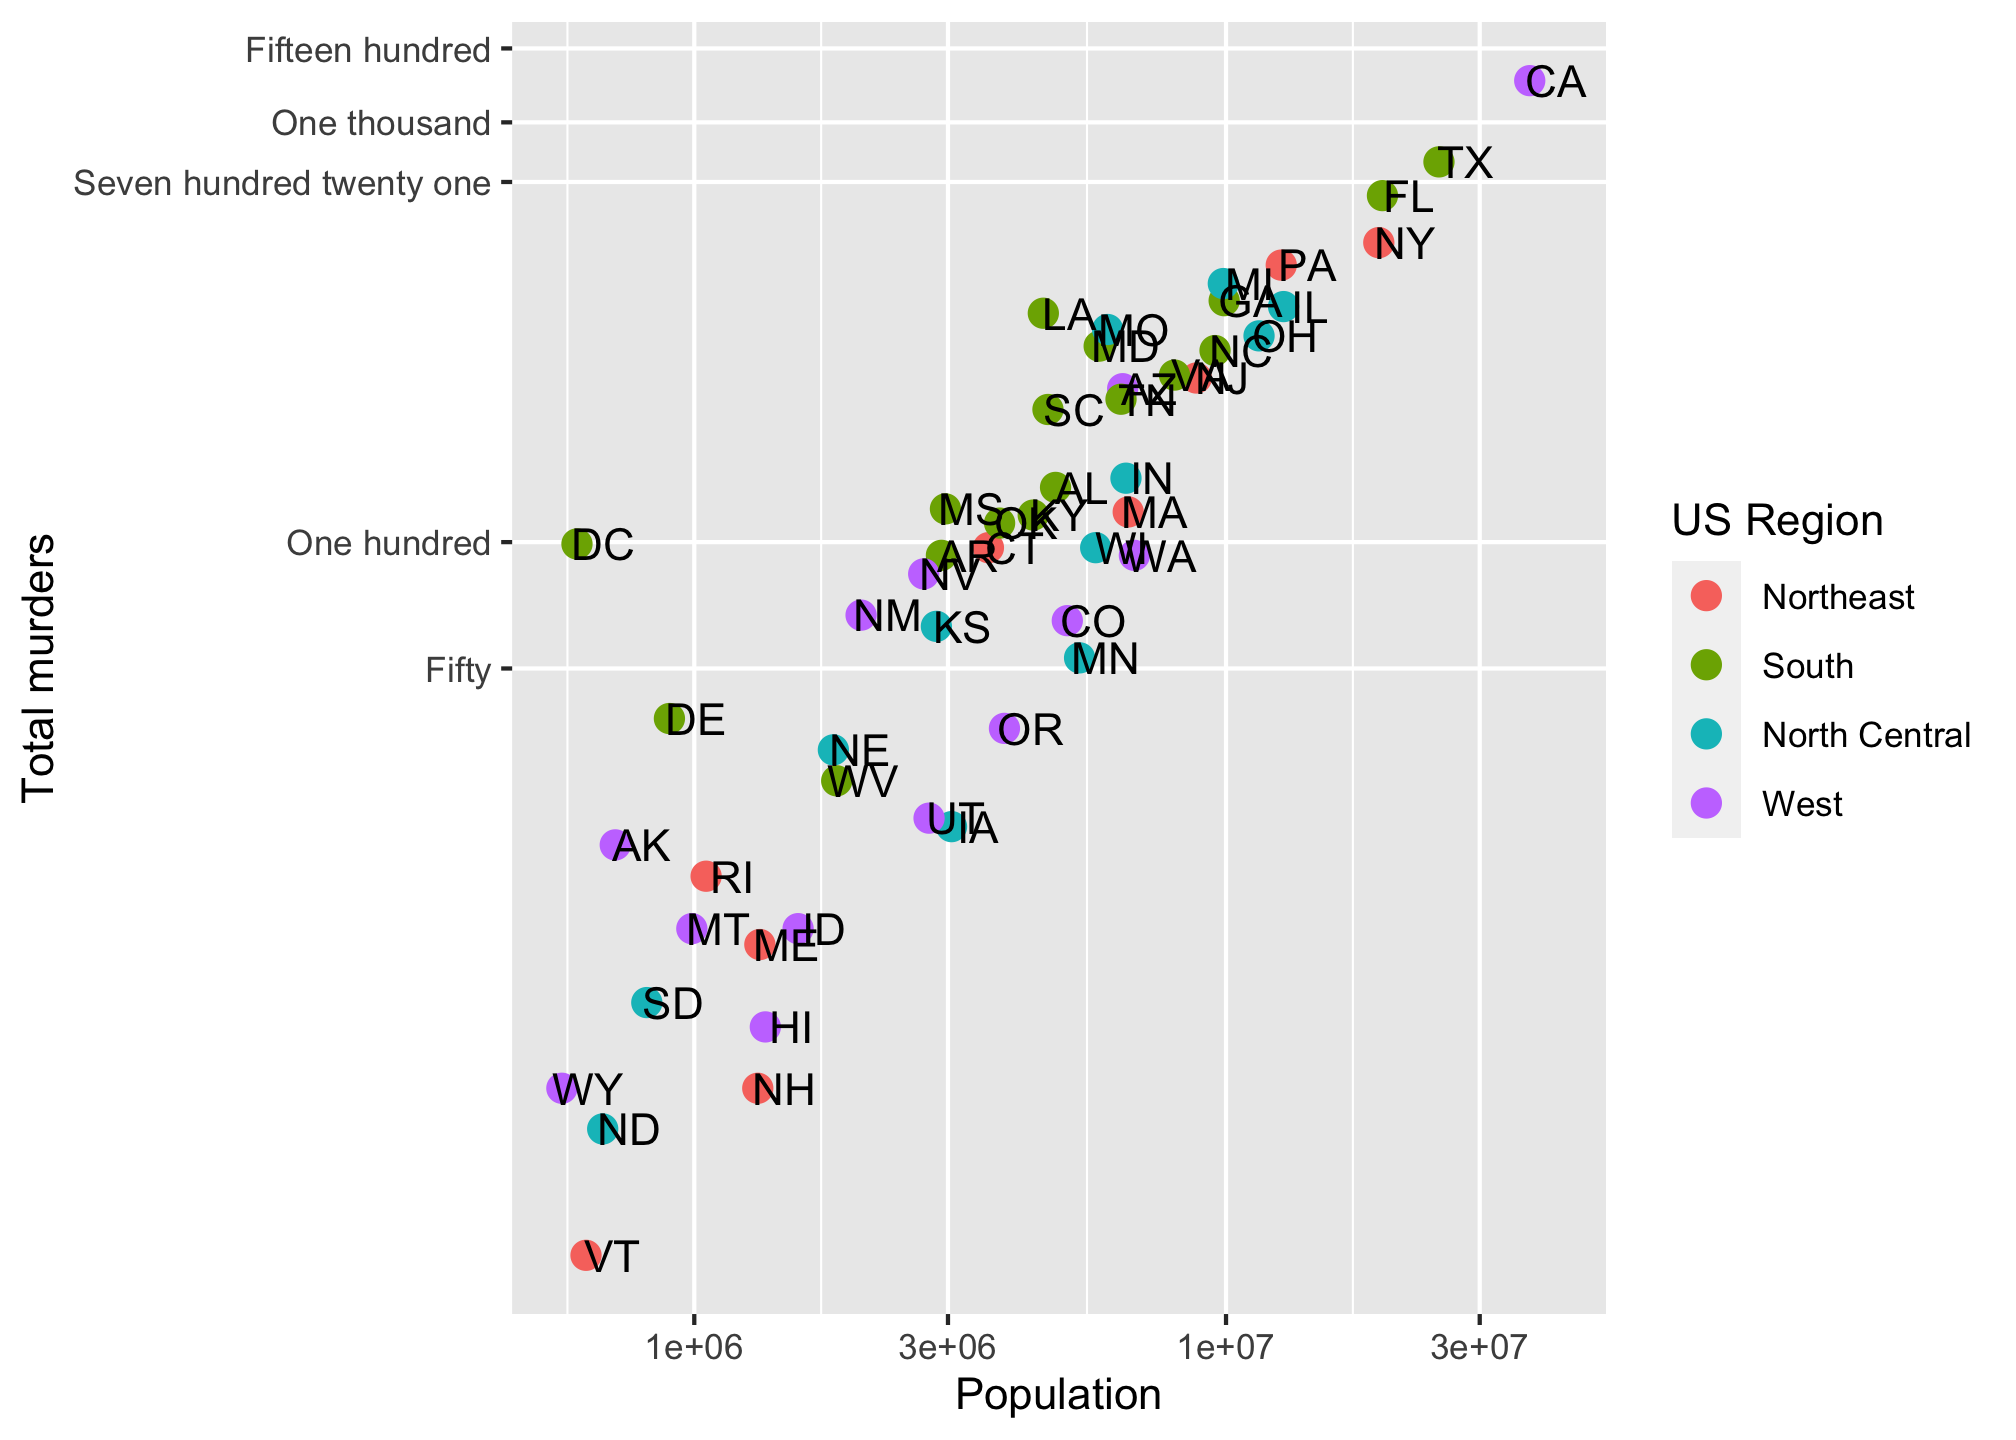 Fifteen hundred
CA
One thousand
TX
Seven hundred twenty one
FL
NY
PA
MI
GA
IL
LA
MO
OH
MD
NC
VA
NJ
AZ
TN
SC
IN
AL
MS
MA
KY
OK
One hundred
DC
CT
WI
WA
AR
NV
NM
CO
KS
MN
Fifty
DE
OR
NE
WV
UT
IA
AK
RI
MT
ID
ME
SD
HI
WY
NH
ND
VT
Total murders
1e+06 3e+06 1e+07 3e+07
Population
US Region
Northeast
South
North Central
West